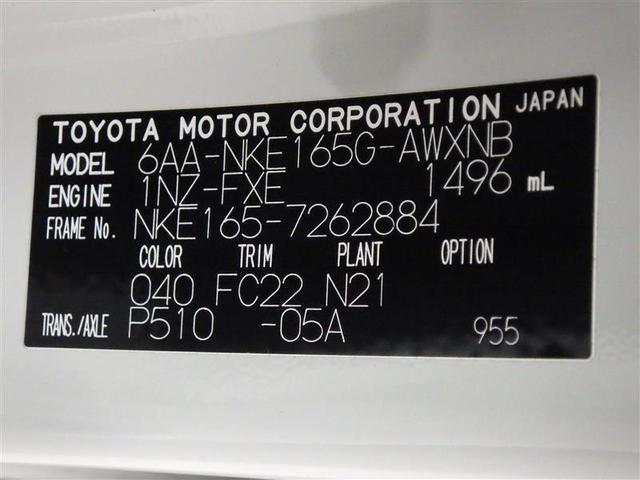 TOYOTA MOTOR CORPORATION JAPAN
MODEL 6AA-NKE165G-AWXNB
ENGINE 1NZ-FXE 1496 mL
FRAME No. NKE165-7262884
COLOR TRIM PLANT OPTION
040 FC22 N21
TRANS./AXLE P510 -05A 955